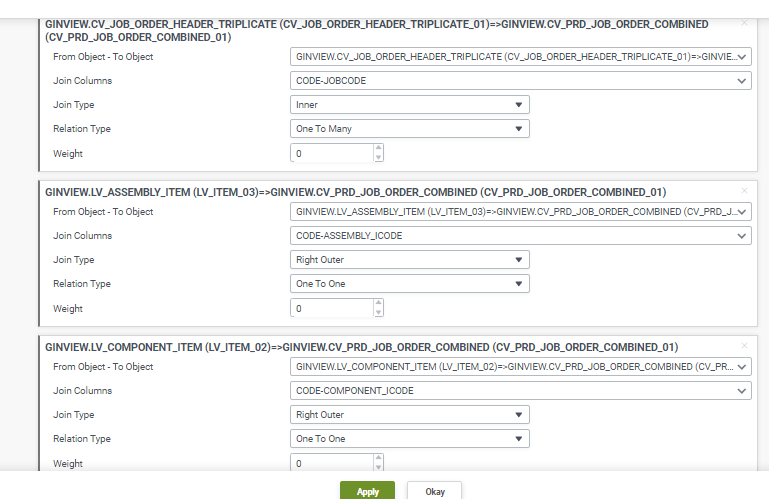 GINVIEW.CV_JOB_ORDER_HEADER_TRIPLICATE (CV_JOB_ORDER_HEADER_TRIPLICATE_01)=>GINVIEW.CV_PRD_JOB_ORDER_COMBINED
(CV_PRD_JOB_ORDER_COMBINED_01)
From Object - To Object GINVIEW.CV_JOB_ORDER_HEADER_TRIPLICATE (CV_JOB_ORDER_HEADER_TRIPLICATE_01)=>GINVIE...
Join Columns CODE-JOBCODE
Join Type Inner
Relation Type One To Many
Weight 0
GINVIEW.LV_ASSEMBLY_ITEM (LV_ITEM_03)=>GINVIEW.CV_PRD_JOB_ORDER_COMBINED (CV_PRD_JOB_ORDER_COMBINED_01)
From Object - To Object GINVIEW.LV_ASSEMBLY_ITEM (LV_ITEM_03)=>GINVIEW.CV_PRD_JOB_ORDER_COMBINED (CV_PRD_J...
Join Columns CODE-ASSEMBLY_ICODE
Join Type Right Outer
Relation Type One To One
Weight 0
GINVIEW.LV_COMPONENT_ITEM (LV_ITEM_02)=>GINVIEW.CV_PRD_JOB_ORDER_COMBINED (CV_PRD_JOB_ORDER_COMBINED_01)
From Object - To Object GINVIEW.LV_COMPONENT_ITEM (LV_ITEM_02)=>GINVIEW.CV_PRD_JOB_ORDER_COMBINED (CV_PR...
Join Columns CODE-COMPONENT_ICODE
Join Type Right Outer
Relation Type One To One
Weight 0
Apply Okay